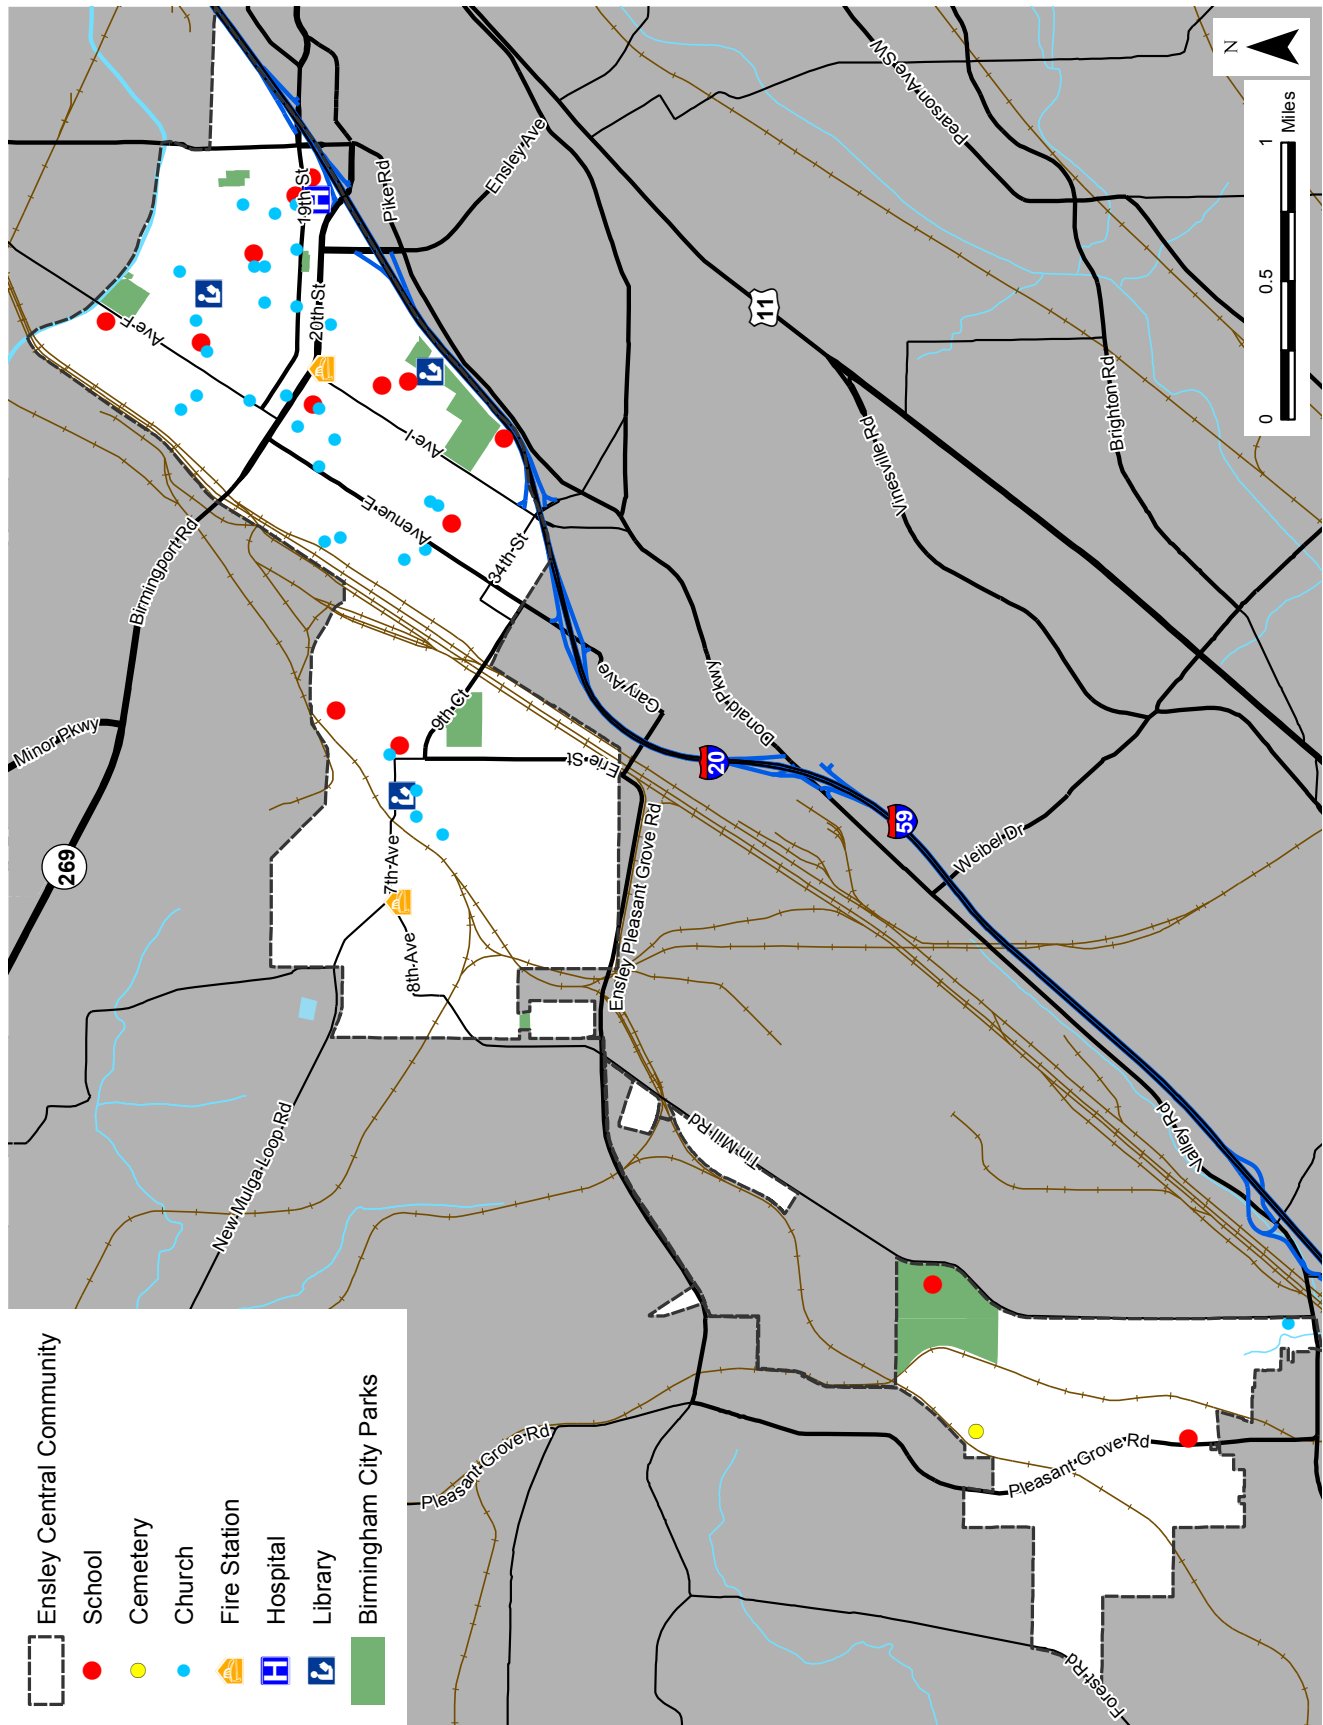 Ensley Central Community
School
Cemetery
Church
Fire Station
Hospital
Library
Birmingham City Parks
Pleasant Grove Rd
Forest Rd
Pleasant Grove Rd
New Mulga Loop Rd
Tin Mill Rd
Valley Rd
8th Ave
7th Ave
Ensley Pleasant Grove Rd
269
Minor Pkwy
Birmingport Rd
Erie St
9th Ct
Gary Ave
Donald Pkwy
20
59
Weibel Dr
34th St
Avenue E
Ave I
Ave F
20th St
19th St
H
Pike Rd
Ensley Ave
11
Vinesville Rd
Brighton Rd
Pearson Ave SW
N
0 0.5 1
Miles